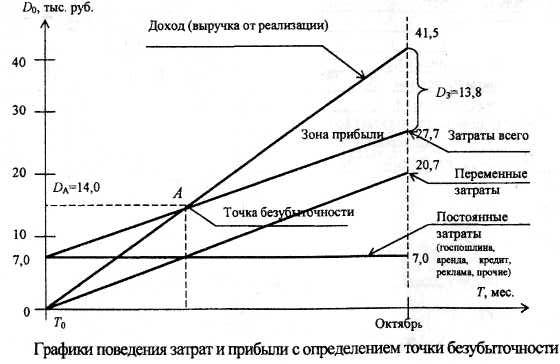 D₀, тыс. руб.
Доход (выручка от реализации)
41,5
40
D₃=13,8
30
Зона прибыли
27,7
Затраты всего
20
20,7
Переменные
затраты
D_A=14,0
A
Точка безубыточности
Постоянные
затраты
(госпошлина,
аренда, кредит,
реклама, прочие)
10
7,0
7,0
T, мес.
0
T₀
Октябрь
Графики поведения затрат и прибыли с определением точки безубыточности